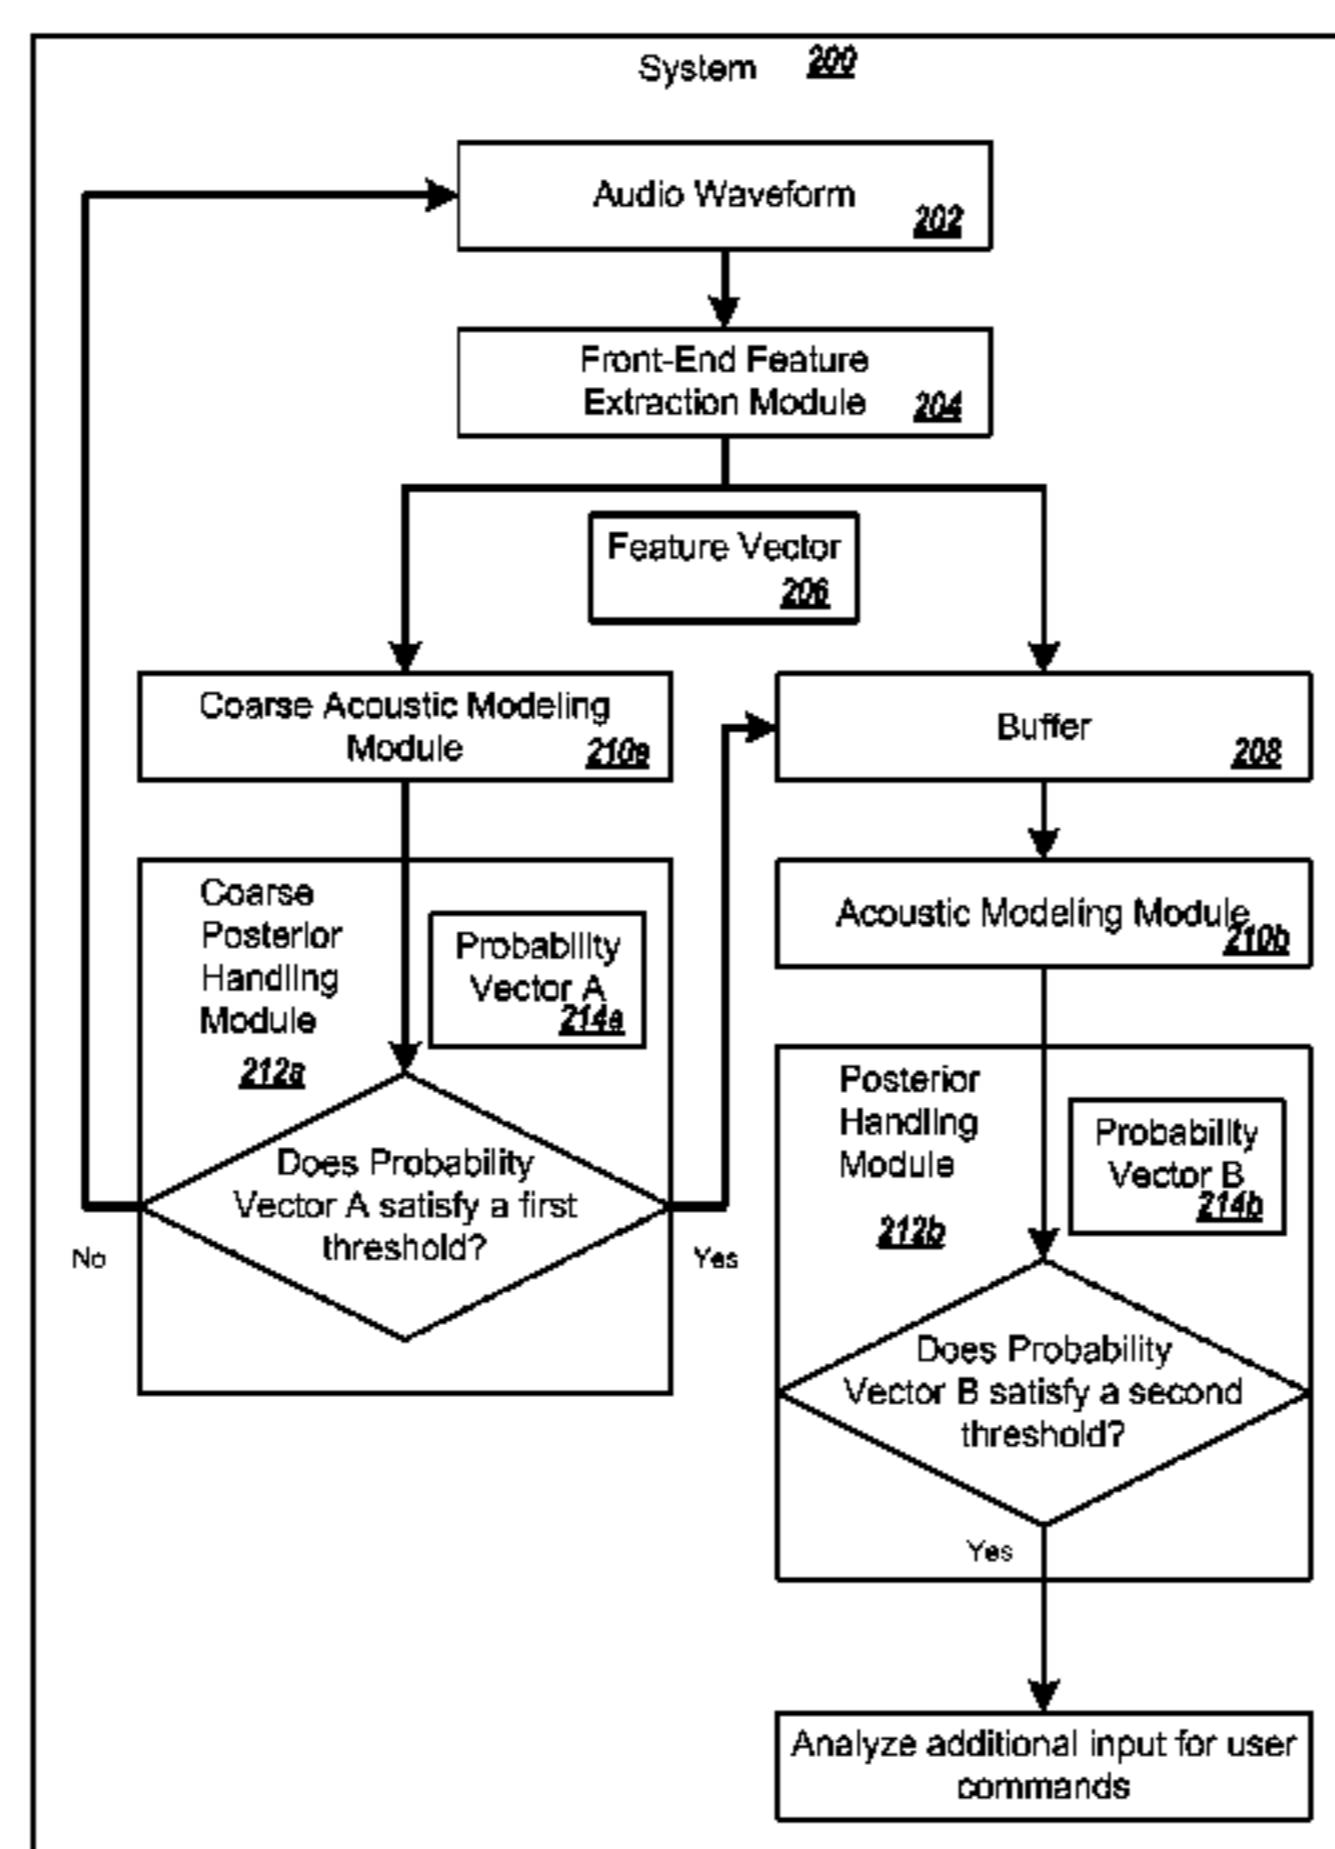 System 200
Audio Waveform
202
Front-End Feature
Extraction Module 204
Feature Vector
206
Coarse Acoustic Modeling
Module 210a
Buffer
208
Coarse
Posterior
Handling
Module
212a
Probability
Vector A
214a
Acoustic Modeling Module
210b
Does Probability
Vector A satisfy a first
threshold?
No
Yes
Posterior
Handling
Module
212b
Probability
Vector B
214b
Does Probability
Vector B satisfy a second
threshold?
Yes
Analyze additional input for user
commands